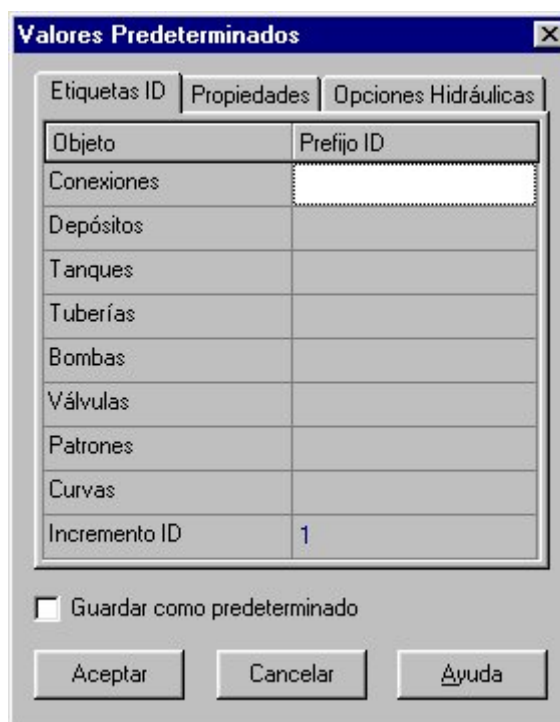 Valores Predeterminados
Etiquetas ID Propiedades Opciones Hidráulicas
Objeto Prefijo ID
Conexiones
Depósitos
Tanques
Tuberías
Bombas
Válvulas
Patrones
Curvas
Incremento ID 1
Guardar como predeterminado
Aceptar Cancelar Ayuda